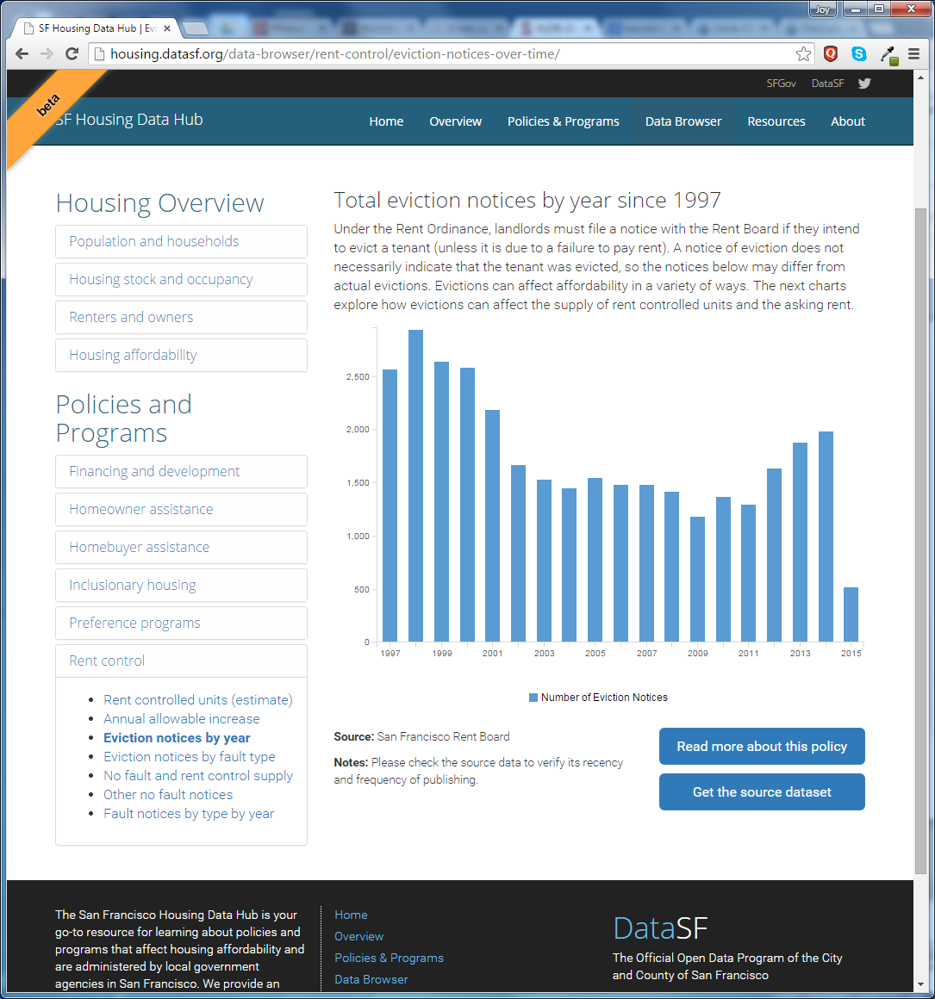 Joy
SF Housing Data Hub | Evi
housing.datasf.org/data-browser/rent-control/eviction-notices-over-time/
SFGov DataSF
beta
SF Housing Data Hub
Home Overview Policies & Programs Data Browser Resources About
Housing Overview
Population and households
Housing stock and occupancy
Renters and owners
Housing affordability
Policies and
Programs
Financing and development
Homeowner assistance
Homebuyer assistance
Inclusionary housing
Preference programs
Rent control
• Rent controlled units (estimate)
• Annual allowable increase
• Eviction notices by year
• Eviction notices by fault type
• No fault and rent control supply
• Other no fault notices
• Fault notices by type by year
Total eviction notices by year since 1997
Under the Rent Ordinance, landlords must file a notice with the Rent Board if they intend
to evict a tenant (unless it is due to a failure to pay rent). A notice of eviction does not
necessarily indicate that the tenant was evicted, so the notices below may differ from
actual evictions. Evictions can affect affordability in a variety of ways. The next charts
explore how evictions can affect the supply of rent controlled units and the asking rent.
2,500
2,000
1,500
1,000
500
0
1997 1999 2001 2003 2005 2007 2009 2011 2013 2015
Number of Eviction Notices
Source: San Francisco Rent Board
Notes: Please check the source data to verify its recency
and frequency of publishing.
Read more about this policy
Get the source dataset
The San Francisco Housing Data Hub is your
go-to resource for learning about policies and
programs that affect housing affordability and
are administered by local government
agencies in San Francisco. We provide an
Home
Overview
Policies & Programs
Data Browser
DataSF
The Official Open Data Program of the City
and County of San Francisco